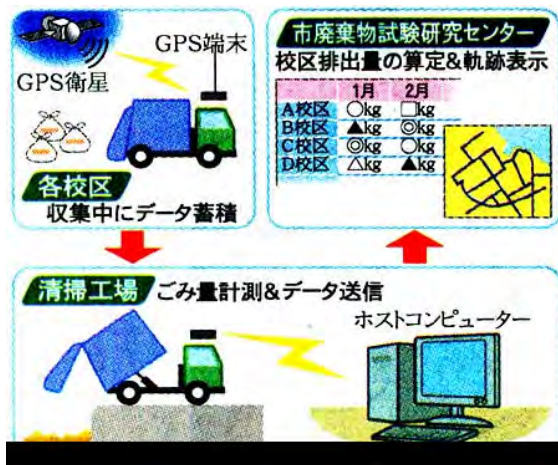 GPS端末
GPS衛星
各校区
収集中にデータ蓄積
市廃棄物試験研究センター
校区排出量の算定&軌跡表示
1月 2月
A校区 ○kg □kg
B校区 ▲kg ◎kg
C校区 ◎kg ○kg
D校区 △kg ▲kg
清掃工場 ごみ量計測&データ送信
ホストコンピューター